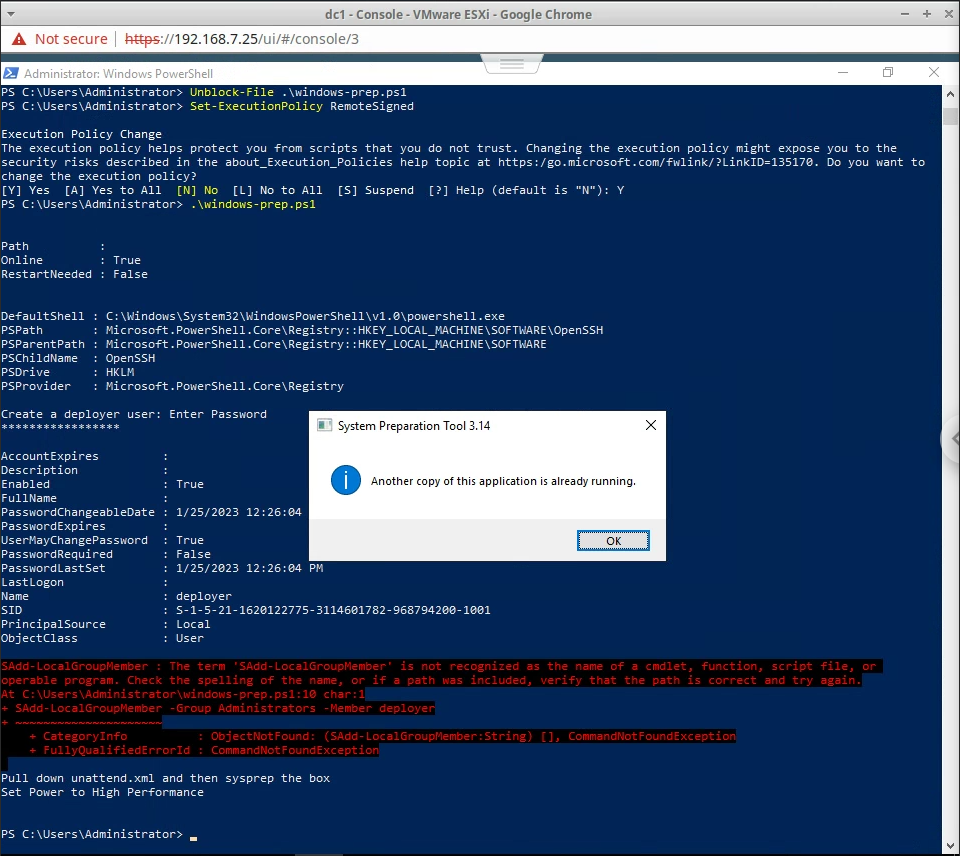 dc1 - Console - VMware ESXi - Google Chrome
Not secure | https://192.168.7.25/ui/#/console/3
Administrator: Windows PowerShell
PS C:\Users\Administrator> Unblock-File .\windows-prep.ps1
PS C:\Users\Administrator> Set-ExecutionPolicy RemoteSigned
Execution Policy Change
The execution policy helps protect you from scripts that you do not trust. Changing the execution policy might expose you to the
security risks described in the about_Execution_Policies help topic at https:/go.microsoft.com/fwlink/?LinkID=135170. Do you want to
change the execution policy?
[Y] Yes  [A] Yes to All  [N] No  [L] No to All  [S] Suspend  [?] Help (default is "N"): Y
PS C:\Users\Administrator> .\windows-prep.ps1
Path          :
Online        : True
RestartNeeded : False
DefaultShell : C:\Windows\System32\WindowsPowerShell\v1.0\powershell.exe
PSPath       : Microsoft.PowerShell.Core\Registry::HKEY_LOCAL_MACHINE\SOFTWARE\OpenSSH
PSParentPath : Microsoft.PowerShell.Core\Registry::HKEY_LOCAL_MACHINE\SOFTWARE
PSChildName  : OpenSSH
PSDrive      : HKLM
PSProvider   : Microsoft.PowerShell.Core\Registry
Create a deployer user: Enter Password
*****************
AccountExpires         :
Description            :
Enabled                : True
FullName               :
PasswordChangeableDate : 1/25/2023 12:26:04
PasswordExpires        :
UserMayChangePassword  : True
PasswordRequired       : False
PasswordLastSet        : 1/25/2023 12:26:04 PM
LastLogon              :
Name                   : deployer
SID                    : S-1-5-21-1620122775-3114601782-968794200-1001
PrincipalSource        : Local
ObjectClass            : User
System Preparation Tool 3.14
Another copy of this application is already running.
OK
SAdd-LocalGroupMember : The term 'SAdd-LocalGroupMember' is not recognized as the name of a cmdlet, function, script file, or
operable program. Check the spelling of the name, or if a path was included, verify that the path is correct and try again.
At C:\Users\Administrator\windows-prep.ps1:10 char:1
+ SAdd-LocalGroupMember -Group Administrators -Member deployer
+ ~~~~~~~~~~~~~~~~~~~~~
    + CategoryInfo          : ObjectNotFound: (SAdd-LocalGroupMember:String) [], CommandNotFoundException
    + FullyQualifiedErrorId : CommandNotFoundException
Pull down unattend.xml and then sysprep the box
Set Power to High Performance
PS C:\Users\Administrator> _